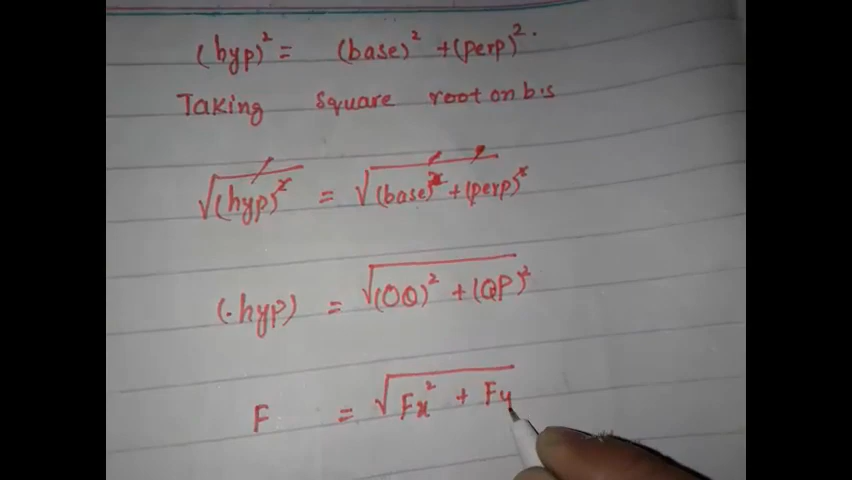 (hyp)² = (base)² + (perp)².
Taking square root on b.s
√(hyp)² = √(base)² + (perp)²
(.hyp) = √(OQ)² + (QP)²
F = √Fx² + Fy